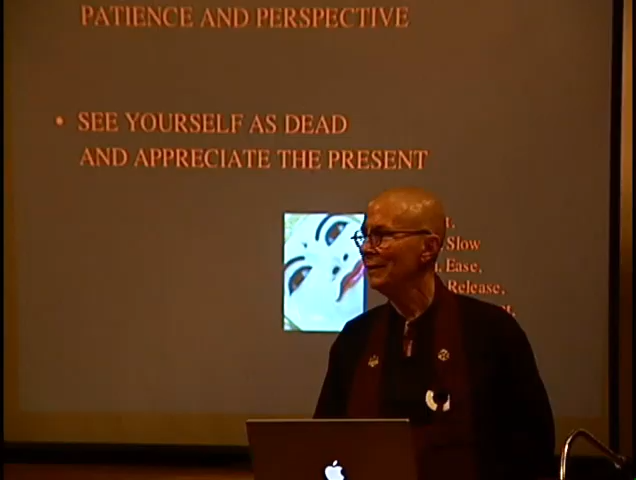 PATIENCE AND PERSPECTIVE
• SEE YOURSELF AS DEAD
AND APPRECIATE THE PRESENT
Slow
Ease,
Release,